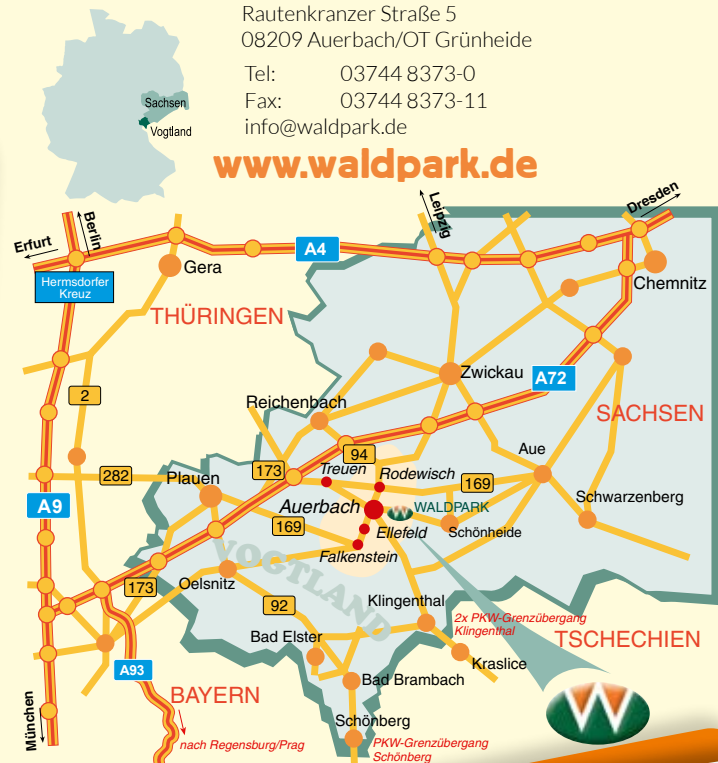 Rautenkranzer Straße 5
08209 Auerbach/OT Grünheide
Tel: 03744 8373-0
Fax: 03744 8373-11
info@waldpark.de
www.waldpark.de
Sachsen
Vogtland
Erfurt
Berlin
Leipzig
Dresden
A4
Hermsdorfer
Kreuz
Gera
Chemnitz
THÜRINGEN
Zwickau
A72
2
Reichenbach
SACHSEN
94
Aue
282
Plauen
173
Treuen
Rodewisch
169
Schwarzenberg
A9
Auerbach
WALDPARK
169
Ellefeld
Schönheide
Falkenstein
VOGTLAND
173
Oelsnitz
92
Klingenthal
2x PKW-Grenzübergang
Klingenthal
Bad Elster
TSCHECHIEN
Kraslice
A93
Bad Brambach
BAYERN
München
Schönberg
nach Regensburg/Prag
PKW-Grenzübergang
Schönberg
W